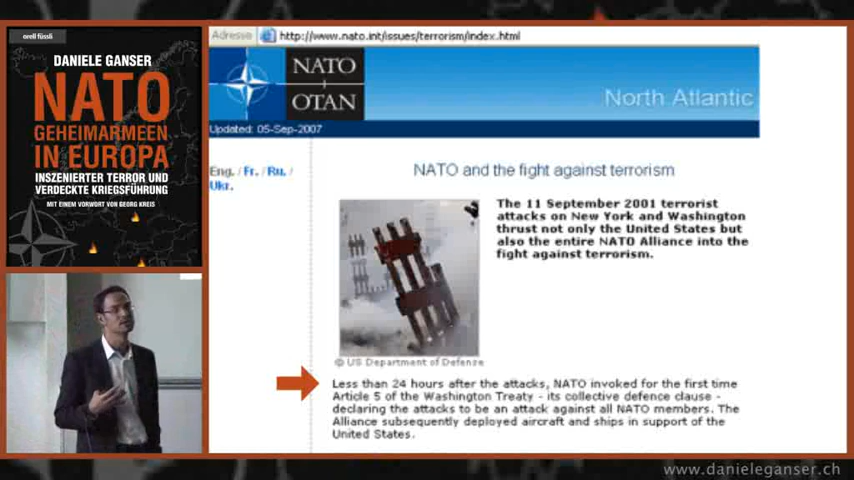 orell füssli
DANIELE GANSER
NATO
GEHEIMARMEEN
IN EUROPA
INSZENIERTER TERROR UND
VERDECKTE KRIEGSFÜHRUNG
MIT EINEM VORWORT VON GEORG KREIS
Adresse http://www.nato.int/issues/terrorism/index.html
NATO
OTAN
North Atlantic
Updated: 05-Sep-2007
Eng. / Fr. / Ru. /
Ukr.
NATO and the fight against terrorism
The 11 September 2001 terrorist
attacks on New York and Washington
thrust not only the United States but
also the entire NATO Alliance into the
fight against terrorism.
© US Department of Defense
Less than 24 hours after the attacks, NATO invoked for the first time
Article 5 of the Washington Treaty - its collective defence clause -
declaring the attacks to be an attack against all NATO members. The
Alliance subsequently deployed aircraft and ships in support of the
United States.
www.danieleganser.ch